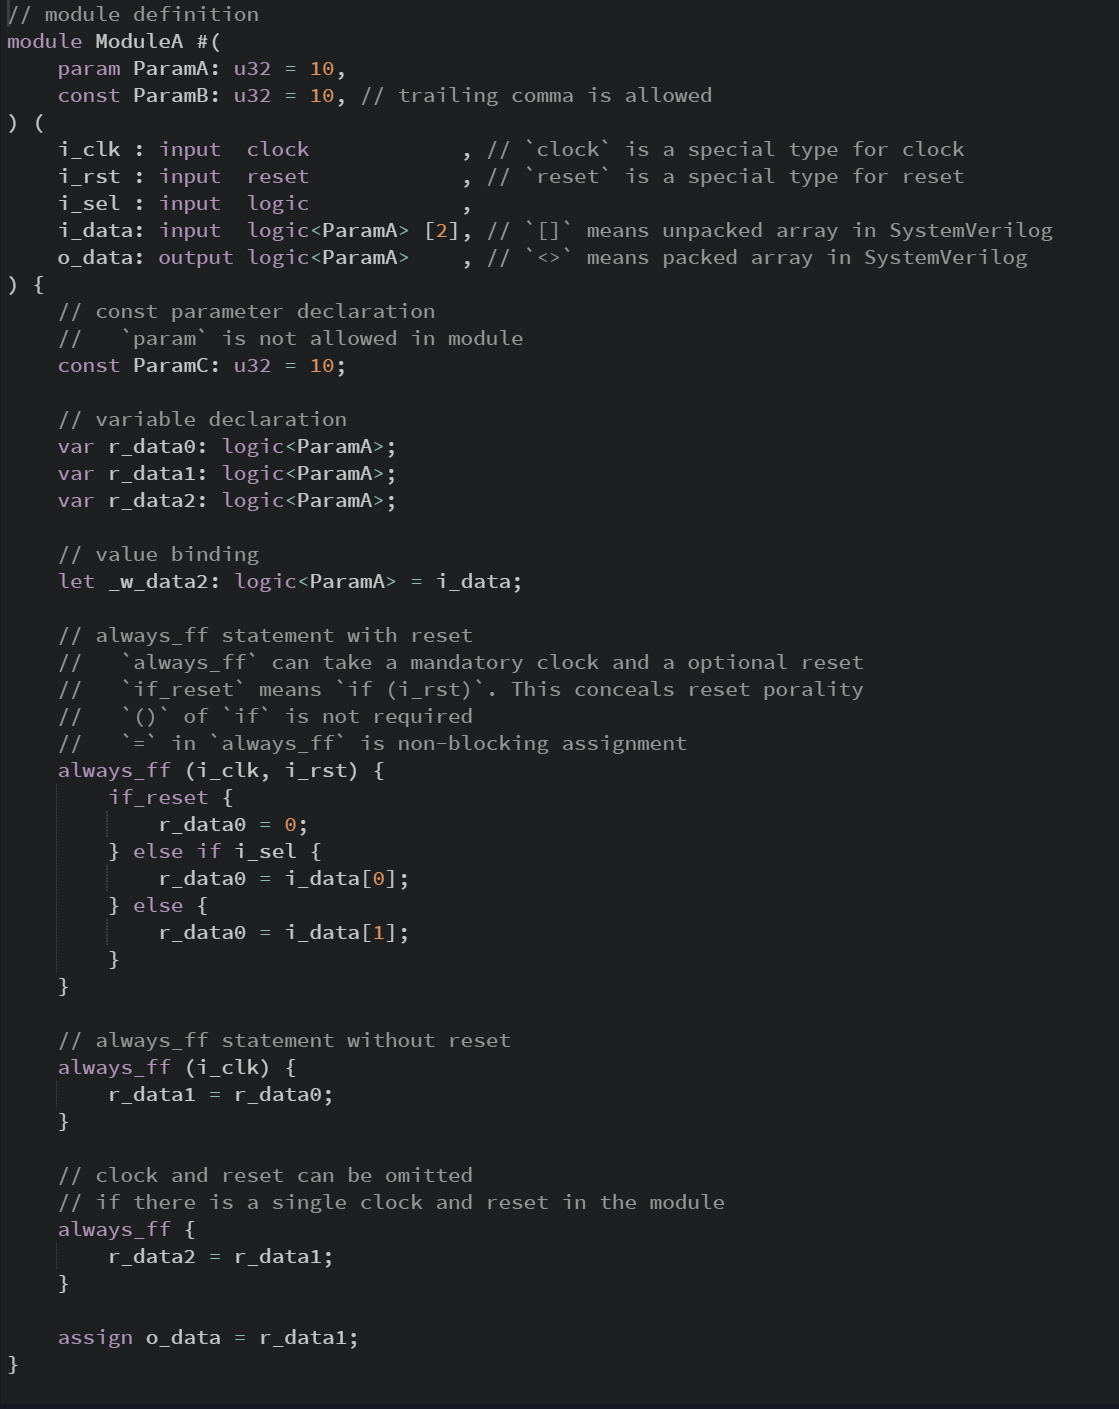 // module definition
module ModuleA #(
    param ParamA: u32 = 10,
    const ParamB: u32 = 10, // trailing comma is allowed
) (
    i_clk : input  clock            , // `clock` is a special type for clock
    i_rst : input  reset            , // `reset` is a special type for reset
    i_sel : input  logic            ,
    i_data: input  logic<ParamA> [2], // `[]` means unpacked array in SystemVerilog
    o_data: output logic<ParamA>    , // `<>` means packed array in SystemVerilog
) {
    // const parameter declaration
    //   `param` is not allowed in module
    const ParamC: u32 = 10;

    // variable declaration
    var r_data0: logic<ParamA>;
    var r_data1: logic<ParamA>;
    var r_data2: logic<ParamA>;

    // value binding
    let _w_data2: logic<ParamA> = i_data;

    // always_ff statement with reset
    //   `always_ff` can take a mandatory clock and a optional reset
    //   `if_reset` means `if (i_rst)`. This conceals reset porality
    //   `()` of `if` is not required
    //   `=` in `always_ff` is non-blocking assignment
    always_ff (i_clk, i_rst) {
        if_reset {
            r_data0 = 0;
        } else if i_sel {
            r_data0 = i_data[0];
        } else {
            r_data0 = i_data[1];
        }
    }

    // always_ff statement without reset
    always_ff (i_clk) {
        r_data1 = r_data0;
    }

    // clock and reset can be omitted
    // if there is a single clock and reset in the module
    always_ff {
        r_data2 = r_data1;
    }

    assign o_data = r_data1;
}